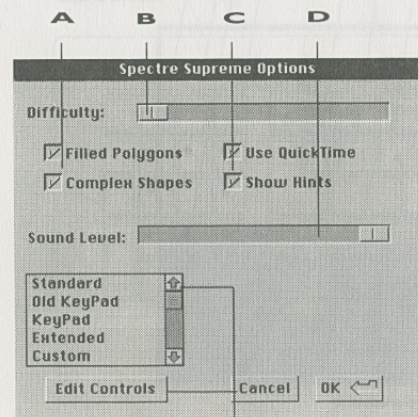 A B C D
Spectre Supreme Options
Difficulty:
Filled Polygons Use QuickTime
Complex Shapes Show Hints
Sound Level:
Standard
Old KeyPad
KeyPad
Extended
Custom
Edit Controls Cancel OK